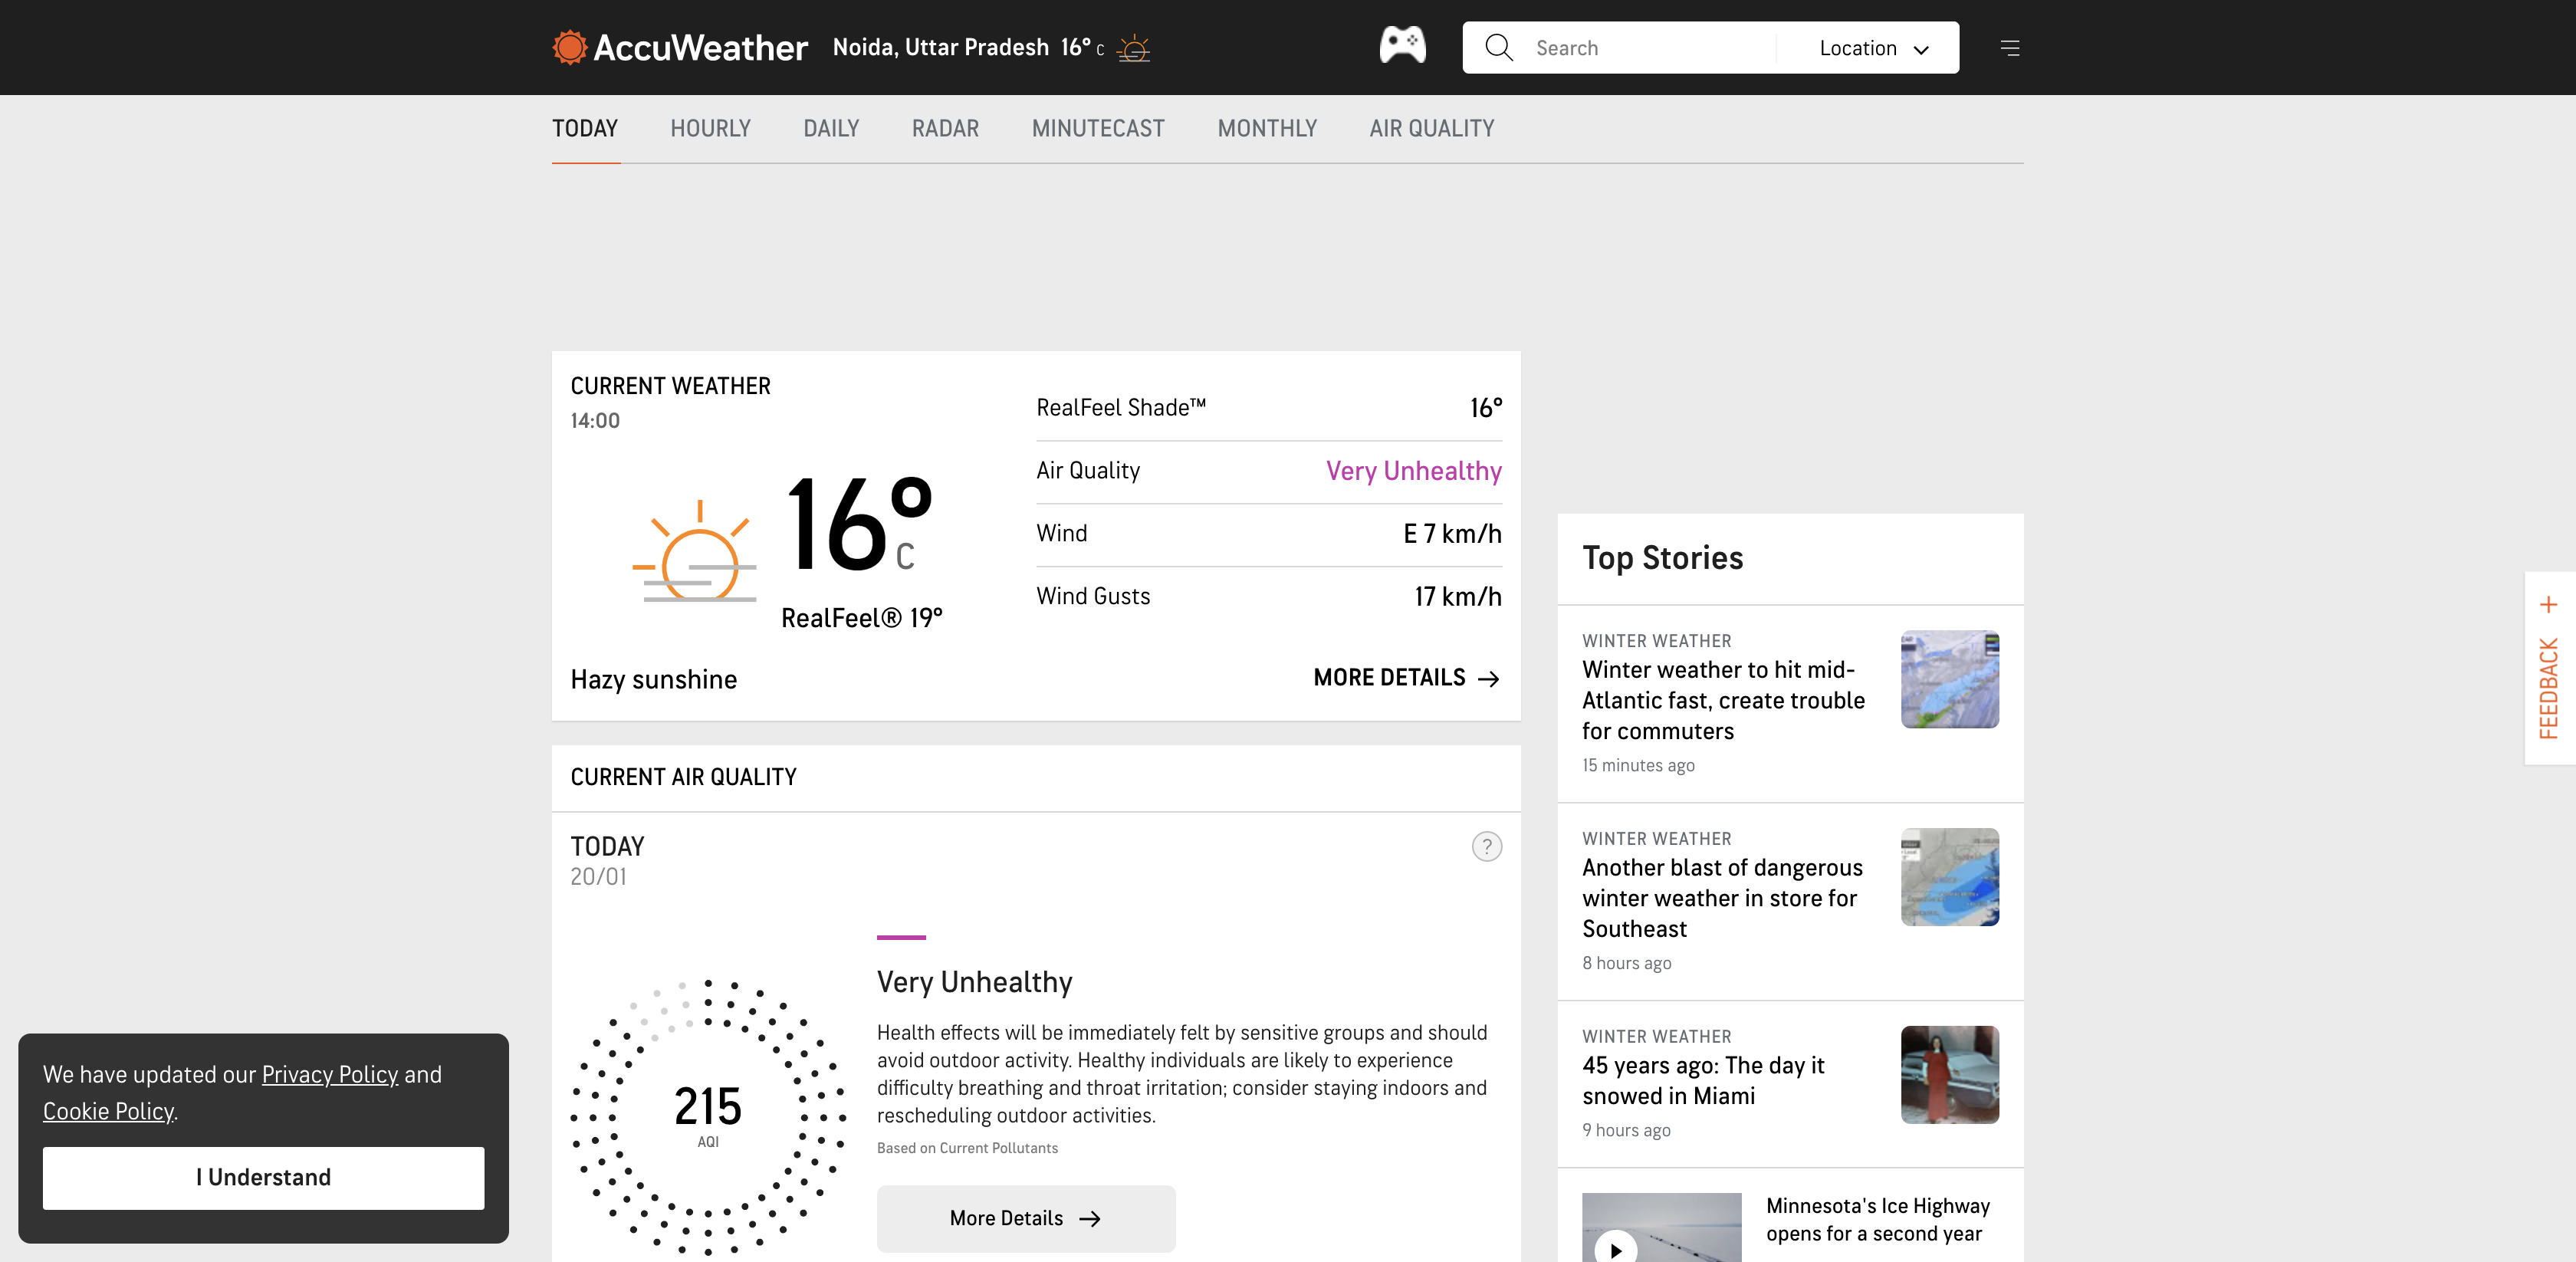 AccuWeather
Noida, Uttar Pradesh 16° C
Search
Location
TODAY
HOURLY
DAILY
RADAR
MINUTECAST
MONTHLY
AIR QUALITY
CURRENT WEATHER
14:00
16°
C
RealFeel® 19°
Hazy sunshine
RealFeel Shade™ 16°
Air Quality Very Unhealthy
Wind E 7 km/h
Wind Gusts 17 km/h
MORE DETAILS
CURRENT AIR QUALITY
TODAY
20/01
?
215
AQI
Very Unhealthy
Health effects will be immediately felt by sensitive groups and should
avoid outdoor activity. Healthy individuals are likely to experience
difficulty breathing and throat irritation; consider staying indoors and
rescheduling outdoor activities.
Based on Current Pollutants
More Details
Top Stories
WINTER WEATHER
Winter weather to hit mid-
Atlantic fast, create trouble
for commuters
15 minutes ago
WINTER WEATHER
Another blast of dangerous
winter weather in store for
Southeast
8 hours ago
WINTER WEATHER
45 years ago: The day it
snowed in Miami
9 hours ago
Minnesota's Ice Highway
opens for a second year
FEEDBACK +
We have updated our Privacy Policy and
Cookie Policy.
I Understand